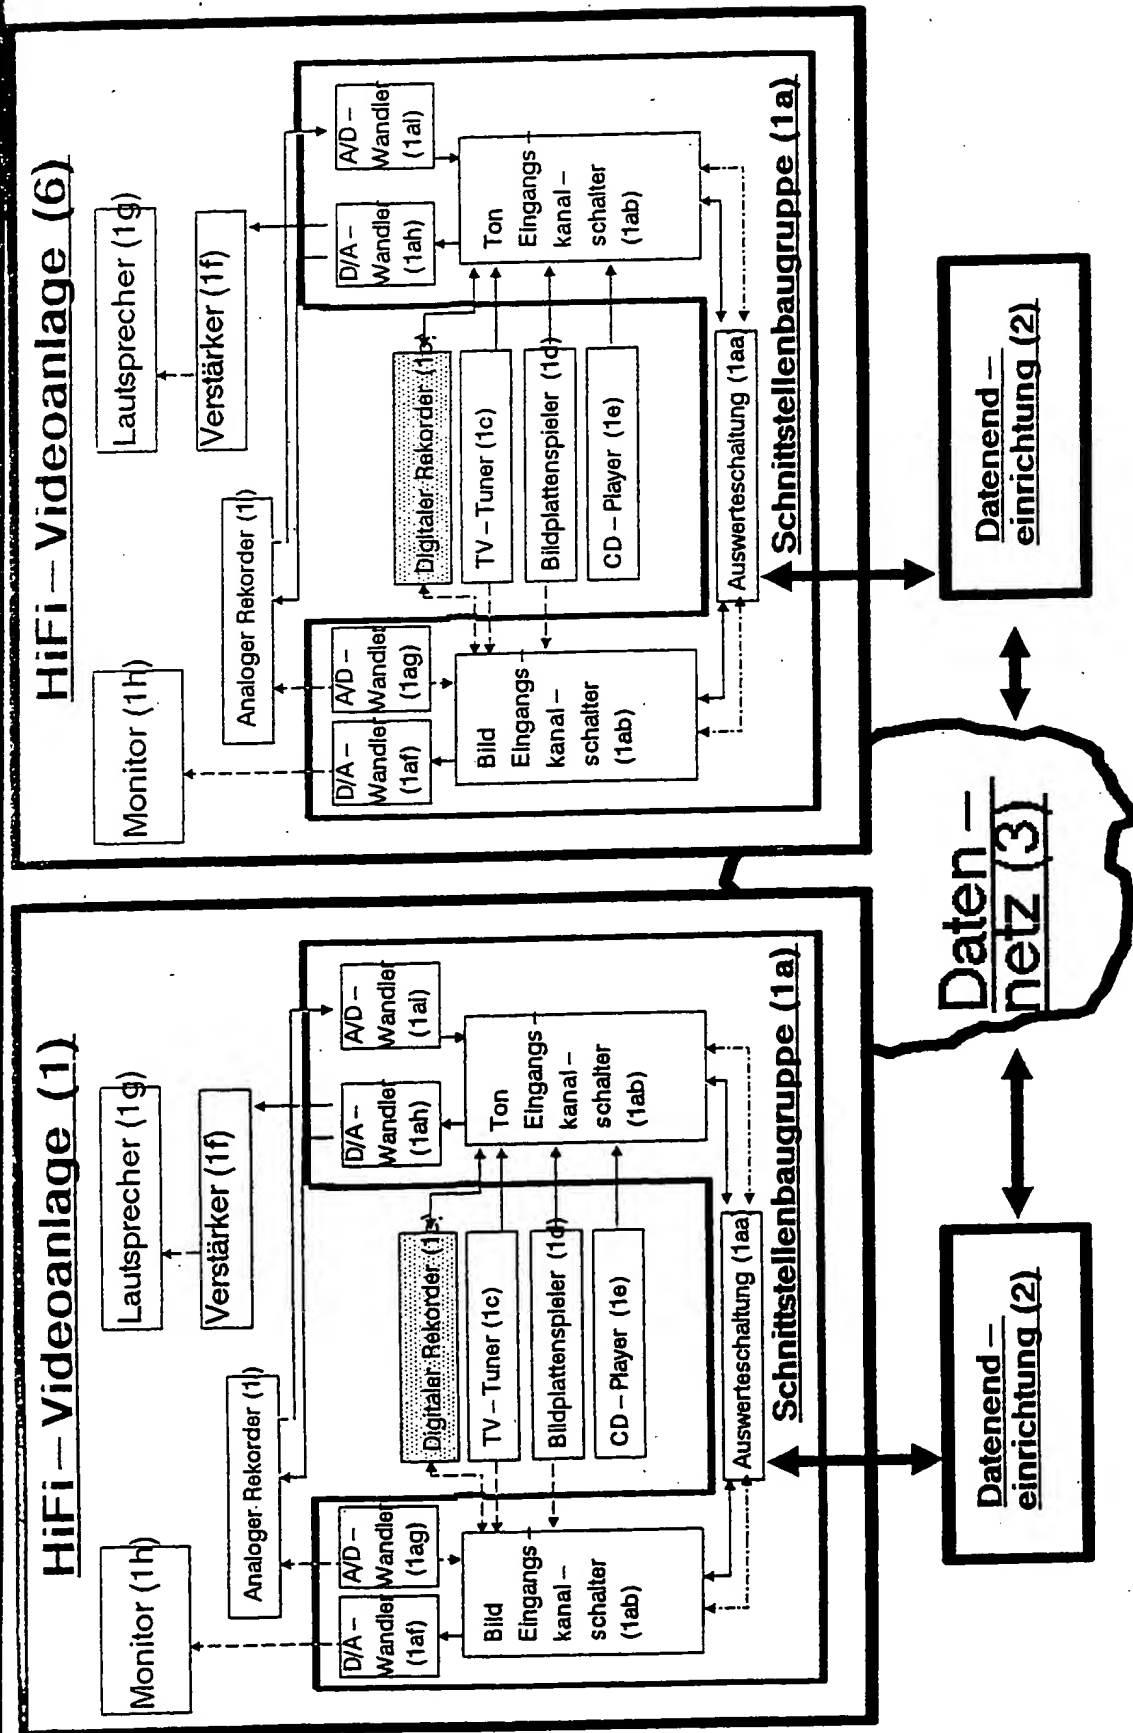 HiFi – Videoanlage (1)
Monitor (1h)
Lautsprecher (1g)
Verstärker (1f)
Analoger Rekorder (1i)
D/A –
Wandler
(1af)
A/D –
Wandler
(1ag)
D/A –
Wandler
(1ah)
A/D –
Wandler
(1ai)
Digitaler Rekorder
TV – Tuner (1c)
Bildplattenspieler (1d)
CD – Player (1e)
Bild
Eingangs –
kanal –
schalter
(1ab)
Ton
Eingangs –
kanal –
schalter
(1ab)
Auswerteschaltung (1aa)
Schnittstellenbaugruppe (1a)
Datenend –
einrichtung (2)
HiFi – Videoanlage (6)
Monitor (1h)
Lautsprecher (1g)
Verstärker (1f)
Analoger Rekorder (1i)
D/A –
Wandler
(1af)
A/D –
Wandler
(1ag)
D/A –
Wandler
(1ah)
A/D –
Wandler
(1ai)
Digitaler Rekorder (1b)
TV – Tuner (1c)
Bildplattenspieler (1d)
CD – Player (1e)
Bild
Eingangs –
kanal –
schalter
(1ab)
Ton
Eingangs –
kanal –
schalter
(1ab)
Auswerteschaltung (1aa)
Schnittstellenbaugruppe (1a)
Datenend –
einrichtung (2)
Daten –
netz (3)